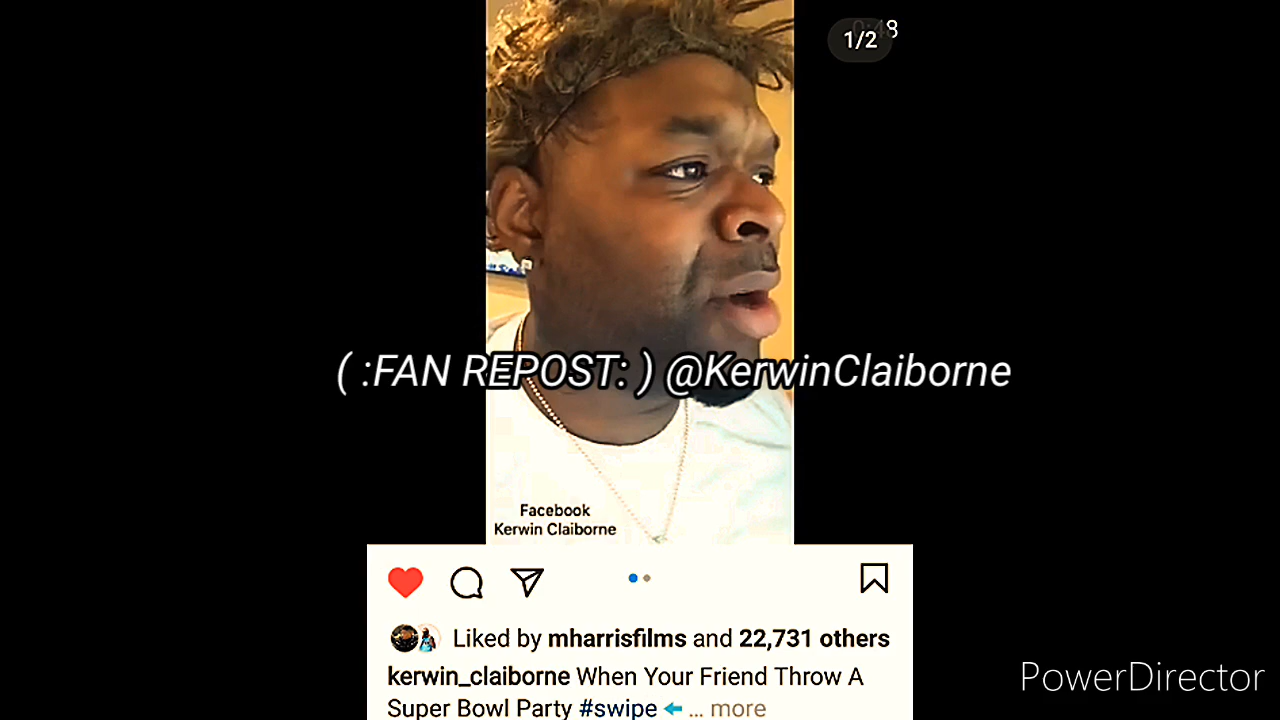 1/2
( :FAN REPOST: ) @KerwinClaiborne
Facebook
Kerwin Claiborne
Liked by mharrisfilms and 22,731 others
kerwin_claiborne When Your Friend Throw A
Super Bowl Party #swipe ... more
PowerDirector